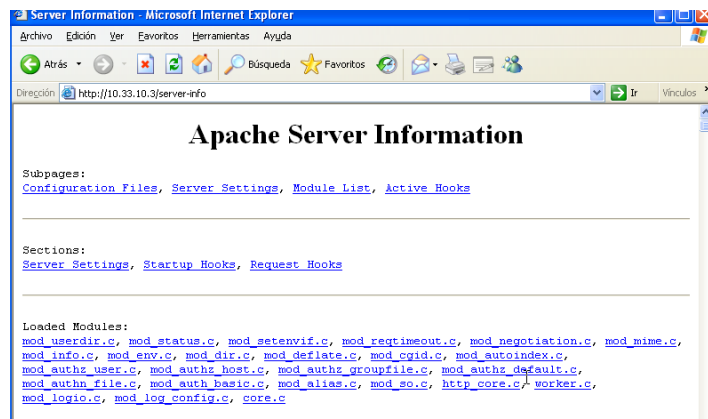 Server Information - Microsoft Internet Explorer
Archivo Edición Ver Favoritos Herramientas Ayuda
Atrás Búsqueda Favoritos
Dirección http://10.33.10.3/server-info Ir Vínculos
Apache Server Information
Subpages:
Configuration Files, Server Settings, Module List, Active Hooks
Sections:
Server Settings, Startup Hooks, Request Hooks
Loaded Modules:
mod_userdir.c, mod_status.c, mod_setenvif.c, mod_reqtimeout.c, mod_negotiation.c, mod_mime.c,
mod_info.c, mod_env.c, mod_dir.c, mod_deflate.c, mod_cgid.c, mod_autoindex.c,
mod_authz_user.c, mod_authz_host.c, mod_authz_groupfile.c, mod_authz_default.c,
mod_authn_file.c, mod_auth_basic.c, mod_alias.c, mod_so.c, http_core.c, worker.c,
mod_logio.c, mod_log_config.c, core.c